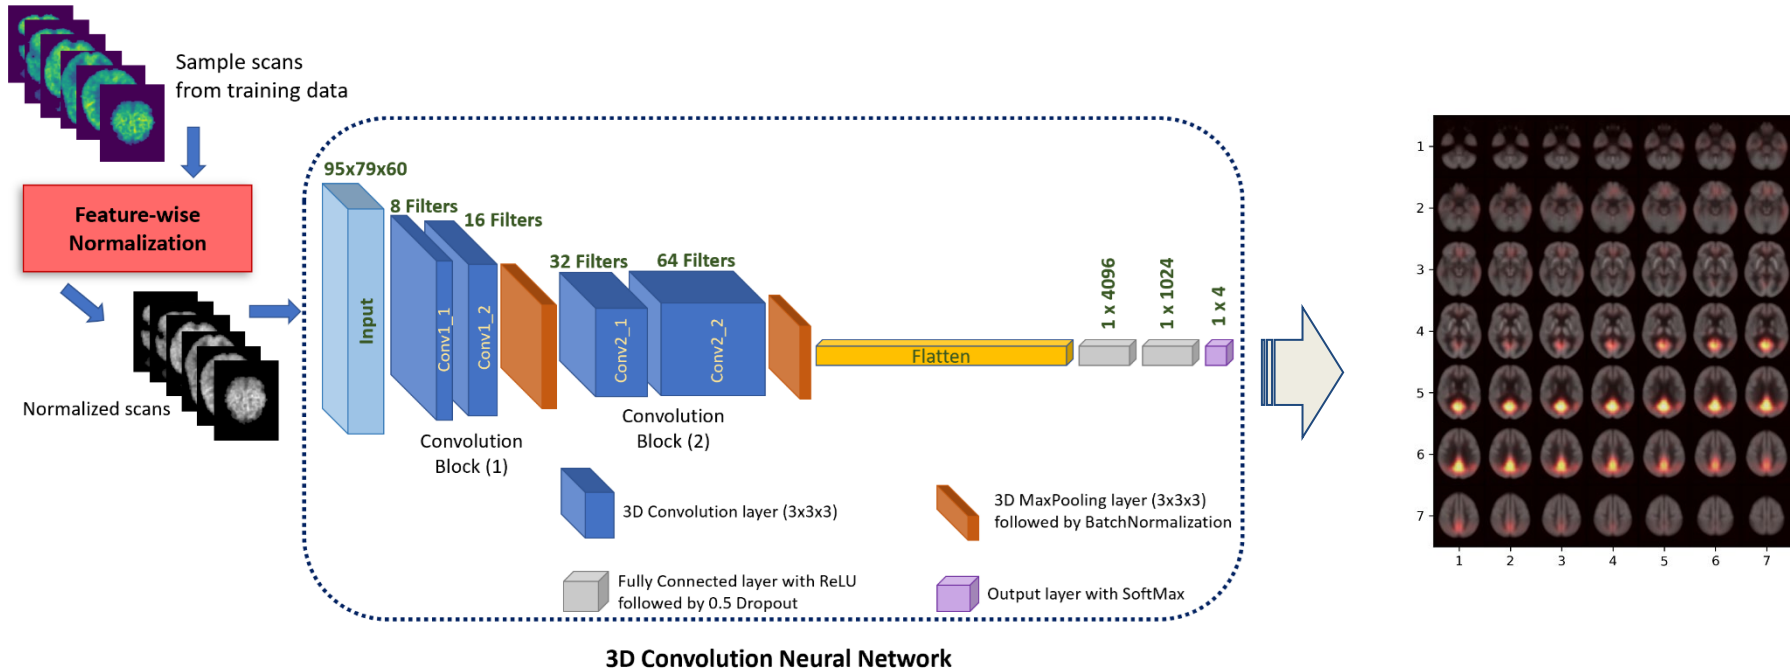 Sample scans
from training data
Feature-wise
Normalization
Normalized scans
95x79x60
Input
8 Filters
Conv1_1
16 Filters
Conv1_2
Convolution
Block (1)
32 Filters
Conv2_1
64 Filters
Conv2_2
Convolution
Block (2)
Flatten
1 x 4096
1 x 1024
1 x 4
3D Convolution layer (3x3x3)
3D MaxPooling layer (3x3x3)
followed by BatchNormalization
Fully Connected layer with ReLU
followed by 0.5 Dropout
Output layer with SoftMax
3D Convolution Neural Network
1
2
3
4
5
6
7
1 2 3 4 5 6 7